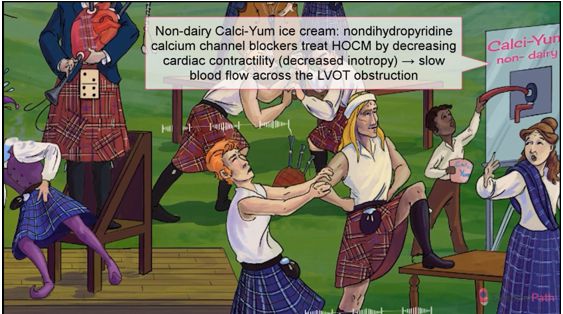 Non-dairy Calci-Yum ice cream: nondihydropyridine
calcium channel blockers treat HOCM by decreasing
cardiac contractility (decreased inotropy) → slow
blood flow across the LVOT obstruction
Calci-Yum
non- dairy
Path